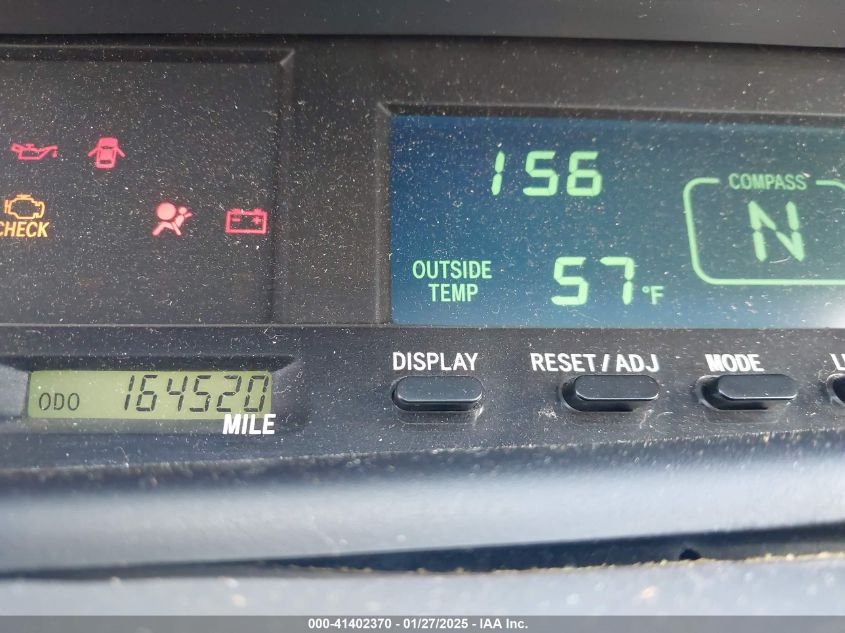 156
COMPASS
N
CHECK
OUTSIDE
TEMP
57°F
DISPLAY
RESET/ADJ
MODE
ODO 164520
MILE
000-41402370 — 01/27/2025 — IAA Inc.